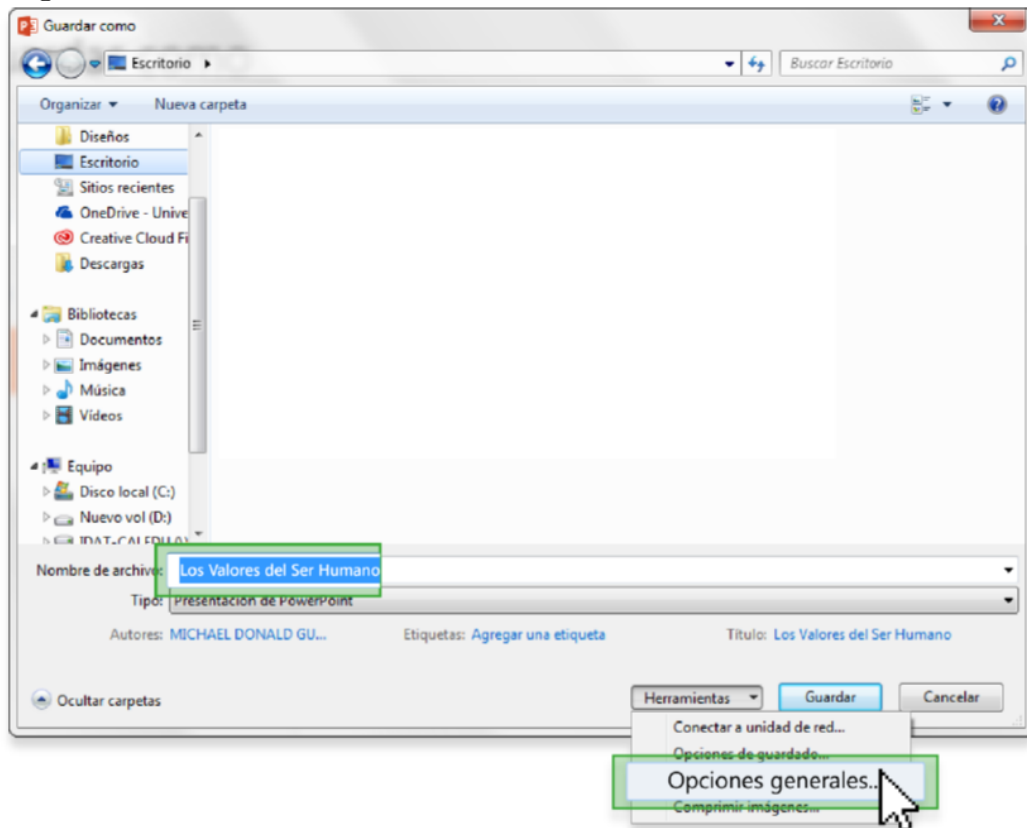 Guardar como
Escritorio
Buscar Escritorio
Organizar
Nueva carpeta
Diseños
Escritorio
Sitios recientes
OneDrive - Unive
Creative Cloud Fi
Descargas
Bibliotecas
Documentos
Imágenes
Música
Vídeos
Equipo
Disco local (C:)
Nuevo vol (D:)
Nombre de archivo: Los Valores del Ser Humano
Tipo: Presentación de PowerPoint
Autores: MICHAEL DONALD GU... Etiquetas: Agregar una etiqueta Título: Los Valores del Ser Humano
Ocultar carpetas Herramientas Guardar Cancelar
Conectar a unidad de red...
Opciones de guardado...
Opciones generales...
Comprimir imágenes...